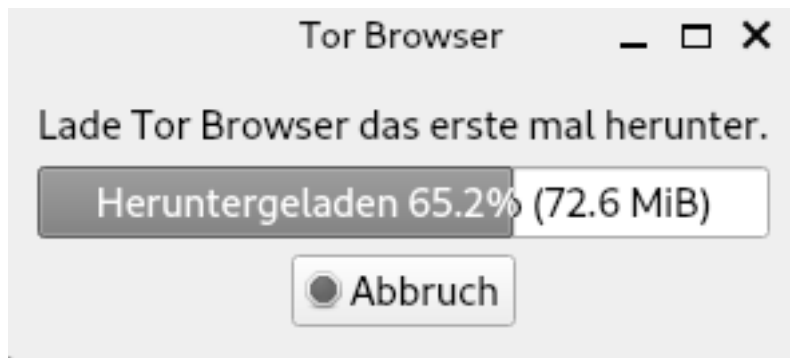 Tor Browser
Lade Tor Browser das erste mal herunter.
Heruntergeladen 65.2% (72.6 MiB)
Abbruch